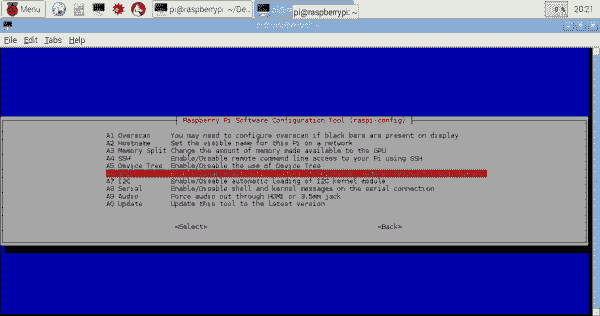 Menu pi@raspberrypi: ~/De... pi@raspberrypi: ~ 0 % 20:21
File Edit Tabs Help
Raspberry Pi Software Configuration Tool (raspi-config)
A1 Overscan You may need to configure overscan if black bars are present on display
A2 Hostname Set the visible name for this Pi on a network
A3 Memory Split Change the amount of memory made available to the GPU
A4 SSH Enable/Disable remote command line access to your Pi using SSH
A5 Device Tree Enable/Disable the use of Device Tree
A7 I2C Enable/Disable automatic loading of I2C kernel module
A8 Serial Enable/Disable shell and kernel messages on the serial connection
A9 Audio Force audio out through HDMI or 3.5mm jack
A0 Update Update this tool to the latest version
<Select> <Back>